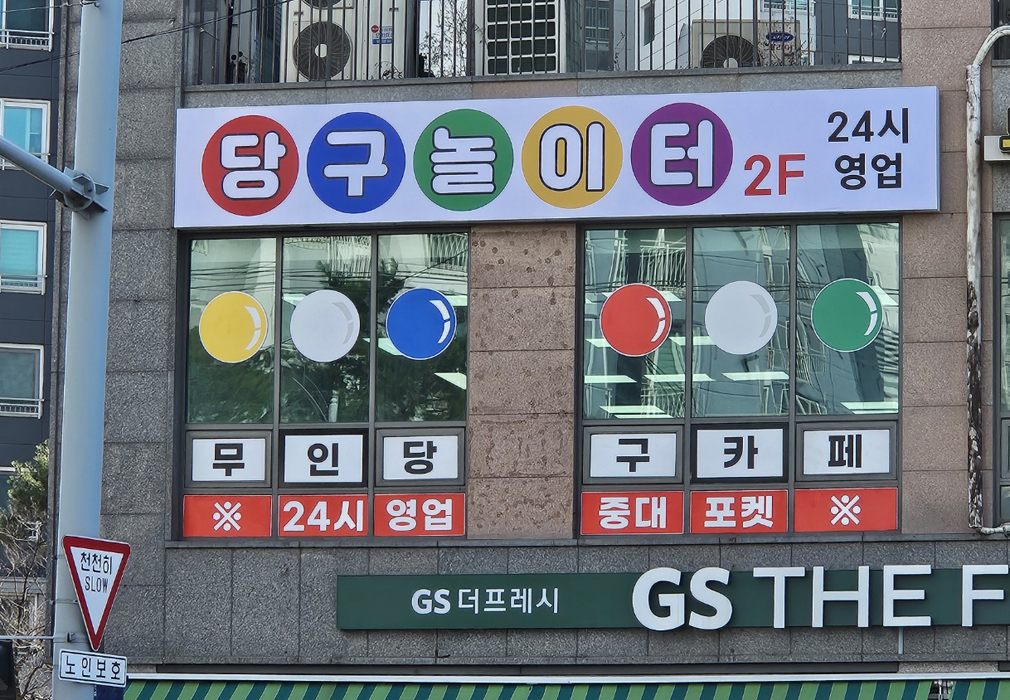 당구놀이터 2F 24시 영업
무인당구카페
※ 24시 영업 중대 포켓 ※
GS더프레시 GS THE F
천천히
SLOW
노인보호